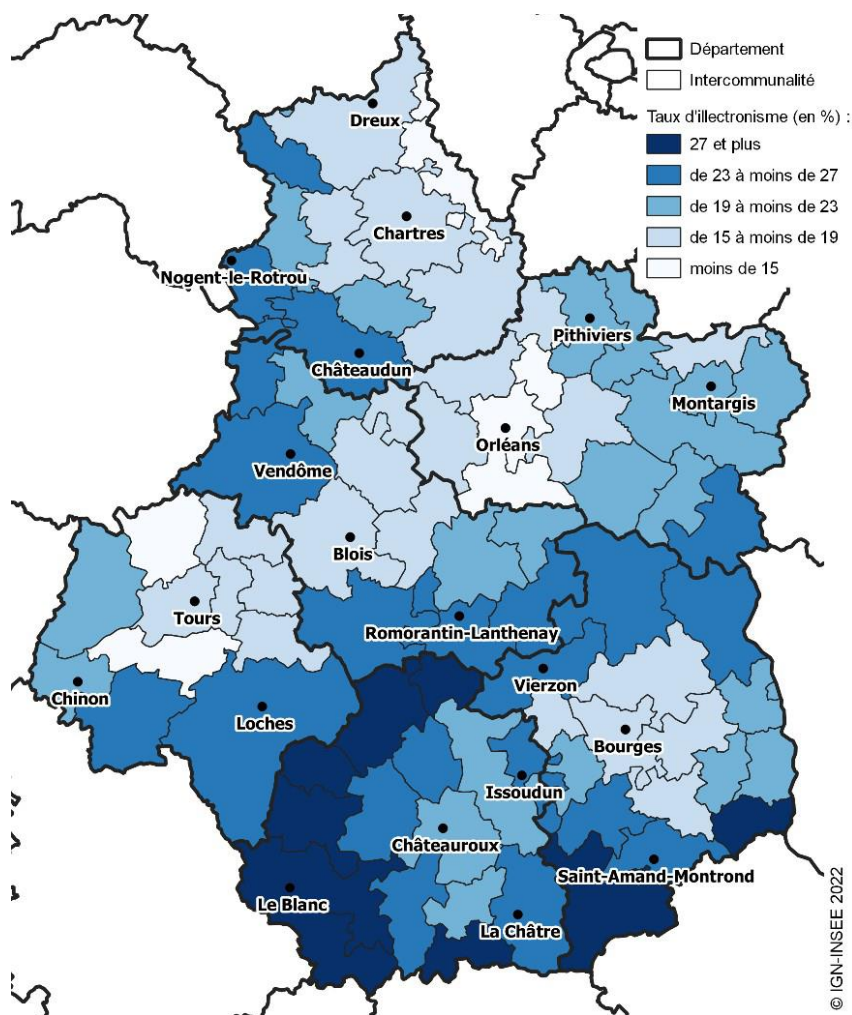 Département
Intercommunalité
Taux d'illectronisme (en %) :
27 et plus
de 23 à moins de 27
de 19 à moins de 23
de 15 à moins de 19
moins de 15
Dreux
Chartres
Nogent-le-Rotrou
Pithiviers
Châteaudun
Montargis
Orléans
Vendôme
Blois
Tours
Romorantin-Lanthenay
Chinon
Vierzon
Loches
Bourges
Issoudun
Châteauroux
Saint-Amand-Montrond
Le Blanc
La Châtre
© IGN-INSEE 2022